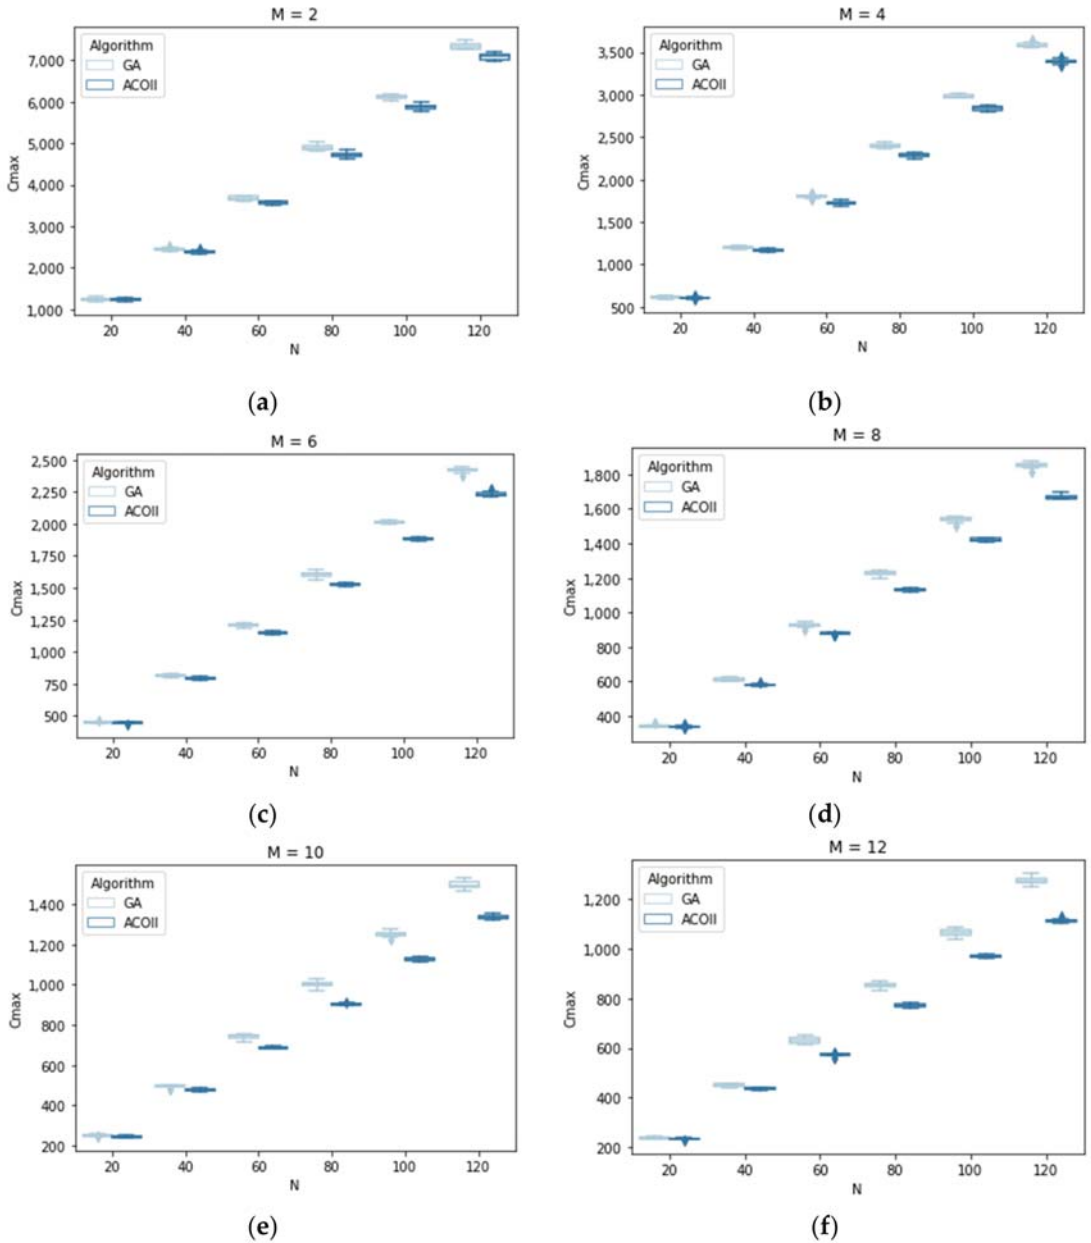 M = 2
Algorithm
GA
ACOII
7,000
6,000
5,000
4,000
3,000
2,000
1,000
Cmax
20 40 60 80 100 120
N
(a)
M = 4
Algorithm
GA
ACOII
3,500
3,000
2,500
2,000
1,500
1,000
500
Cmax
20 40 60 80 100 120
N
(b)
M = 6
Algorithm
GA
ACOII
2,500
2,250
2,000
1,750
1,500
1,250
1,000
750
500
Cmax
20 40 60 80 100 120
N
(c)
M = 8
Algorithm
GA
ACOII
1,800
1,600
1,400
1,200
1,000
800
600
400
Cmax
20 40 60 80 100 120
N
(d)
M = 10
Algorithm
GA
ACOII
1,400
1,200
1,000
800
600
400
200
Cmax
20 40 60 80 100 120
N
(e)
M = 12
Algorithm
GA
ACOII
1,200
1,000
800
600
400
200
Cmax
20 40 60 80 100 120
N
(f)